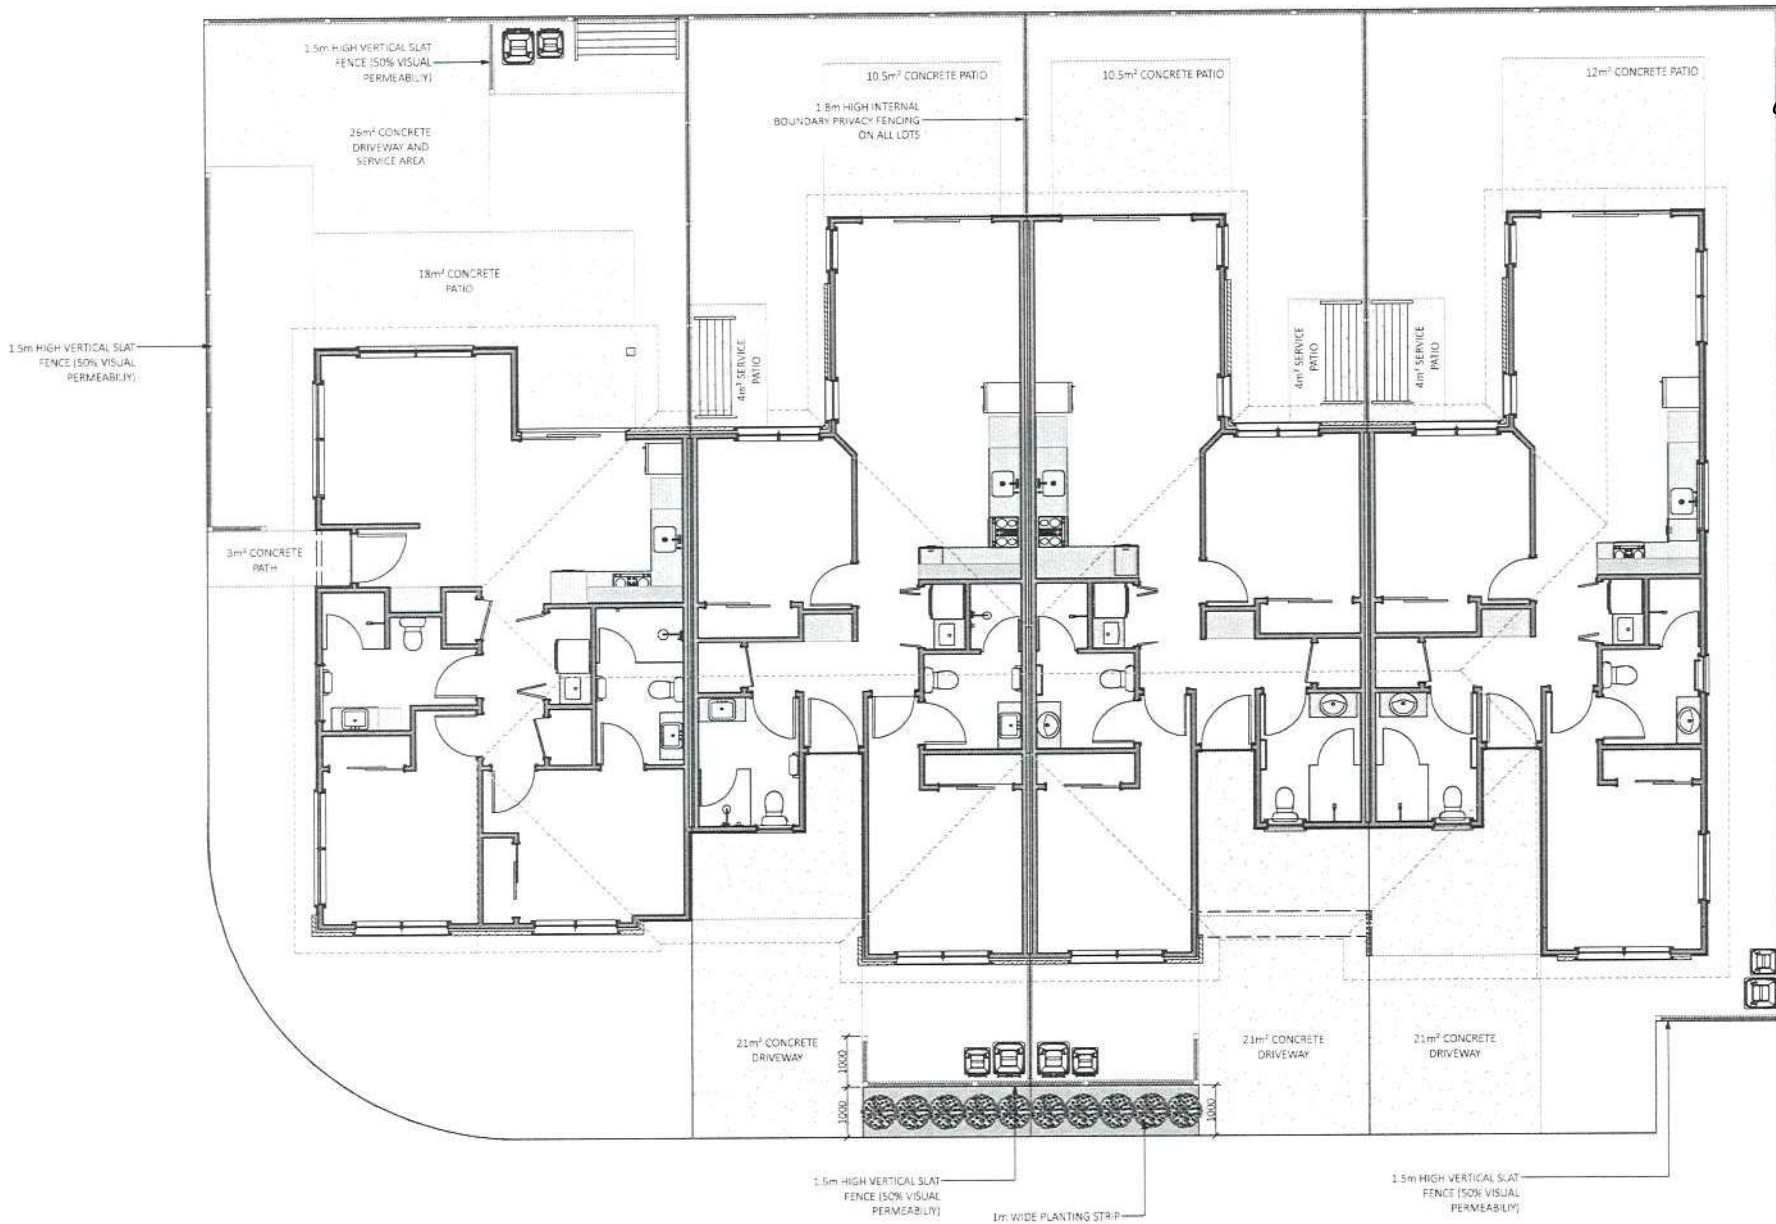 1.5m HIGH VERTICAL SLAT
FENCE (50% VISUAL
PERMEABILIY)
10.5m² CONCRETE PATIO
10.5m² CONCRETE PATIO
12m² CONCRETE PATIO
1.8m HIGH INTERNAL
BOUNDARY PRIVACY FENCING
ON ALL LOTS
26m² CONCRETE
DRIVEWAY AND
SERVICE AREA
18m² CONCRETE
PATIO
1.5m HIGH VERTICAL SLAT
FENCE (50% VISUAL
PERMEABILIY)
4m² SERVICE
PATIO
4m² SERVICE
PATIO
4m² SERVICE
PATIO
3m² CONCRETE
PATH
21m² CONCRETE
DRIVEWAY
21m² CONCRETE
DRIVEWAY
21m² CONCRETE
DRIVEWAY
1000
1000
1000
1.5m HIGH VERTICAL SLAT
FENCE (50% VISUAL
PERMEABILIY)
1m WIDE PLANTING STRIP
1.5m HIGH VERTICAL SLAT
FENCE (50% VISUAL
PERMEABILIY)